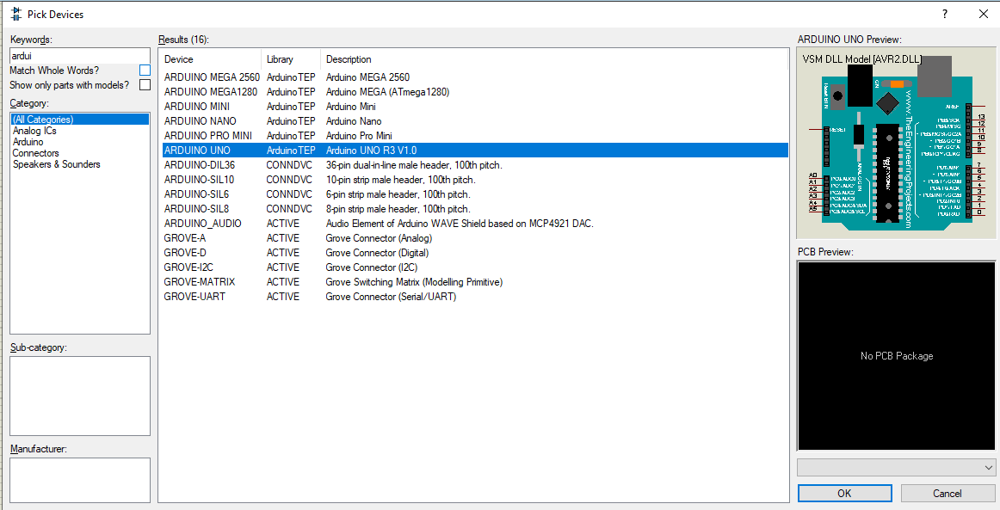 Pick Devices
?
Keywords:
ardui
Match Whole Words?
Show only parts with models?
Category:
(All Categories)
Analog ICs
Arduino
Connectors
Speakers & Sounders
Sub-category:
Manufacturer:
Results (16):
Device Library Description
ARDUINO MEGA 2560 ArduinoTEP Arduino MEGA 2560
ARDUINO MEGA1280 ArduinoTEP Arduino MEGA (ATmega1280)
ARDUINO MINI ArduinoTEP Arduino Mini
ARDUINO NANO ArduinoTEP Arduino Nano
ARDUINO PRO MINI ArduinoTEP Arduino Pro Mini
ARDUINO UNO ArduinoTEP Arduino UNO R3 V1.0
ARDUINO-DIL36 CONNDVC 36-pin dual-in-line male header, 100th pitch.
ARDUINO-SIL10 CONNDVC 10-pin strip male header, 100th pitch.
ARDUINO-SIL6 CONNDVC 6-pin strip male header, 100th pitch.
ARDUINO-SIL8 CONNDVC 8-pin strip male header, 100th pitch.
ARDUINO_AUDIO ACTIVE Audio Element of Arduino WAVE Shield based on MCP4921 DAC.
GROVE-A ACTIVE Grove Connector (Analog)
GROVE-D ACTIVE Grove Connector (Digital)
GROVE-I2C ACTIVE Grove Connector (I2C)
GROVE-MATRIX ACTIVE Grove Switching Matrix (Modelling Primitive)
GROVE-UART ACTIVE Grove Connector (Serial/UART)
ARDUINO UNO Preview:
VSM DLL Model [AVR2.DLL]
www.TheEngineeringProjects.com
RESET
AREF
13
12
11
10
9
8
7
6
5
4
3
2
1
0
A0
A1
A2
A3
A4
A5
PCB Preview:
No PCB Package
OK
Cancel